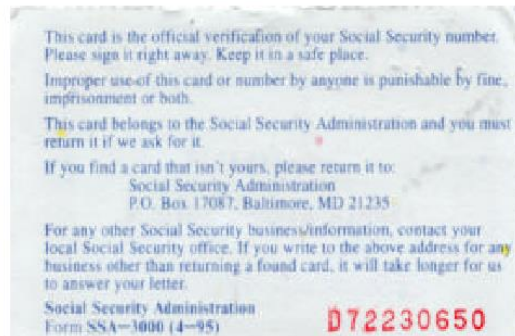 This card is the official verification of your Social Security number.
Please sign it right away. Keep it in a safe place.
Improper use of this card or number by anyone is punishable by fine,
imprisonment or both.
This card belongs to the Social Security Administration and you must
return it if we ask for it.
If you find a card that isn't yours, please return it to:
Social Security Administration
P.O. Box 17087, Baltimore, MD 21235
For any other Social Security business/information, contact your
local Social Security office. If you write to the above address for any
business other than returning a found card, it will take longer for us
to answer your letter.
Social Security Administration
Form SSA-3000 (4-95) D72230650